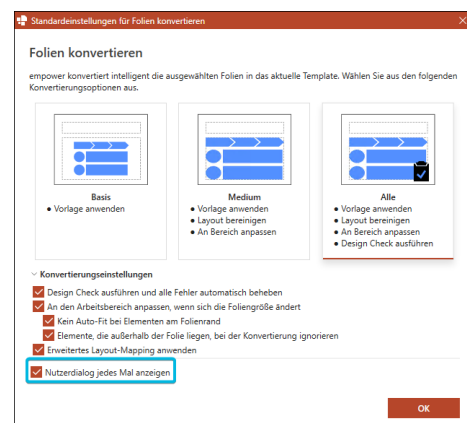 Standardeinstellungen für Folien konvertieren
Folien konvertieren
empower konvertiert intelligent die ausgewählten Folien in das aktuelle Template. Wählen Sie aus den folgenden
Konvertierungsoptionen aus.
Basis
• Vorlage anwenden
Medium
• Vorlage anwenden
• Layout bereinigen
• An Bereich anpassen
Alle
• Vorlage anwenden
• Layout bereinigen
• An Bereich anpassen
• Design Check ausführen
Konvertierungseinstellungen
Design Check ausführen und alle Fehler automatisch beheben
An den Arbeitsbereich anpassen, wenn sich die Foliengröße ändert
Kein Auto-Fit bei Elementen am Folienrand
Elemente, die außerhalb der Folie liegen, bei der Konvertierung ignorieren
Erweitertes Layout-Mapping anwenden
Nutzerdialog jedes Mal anzeigen
OK